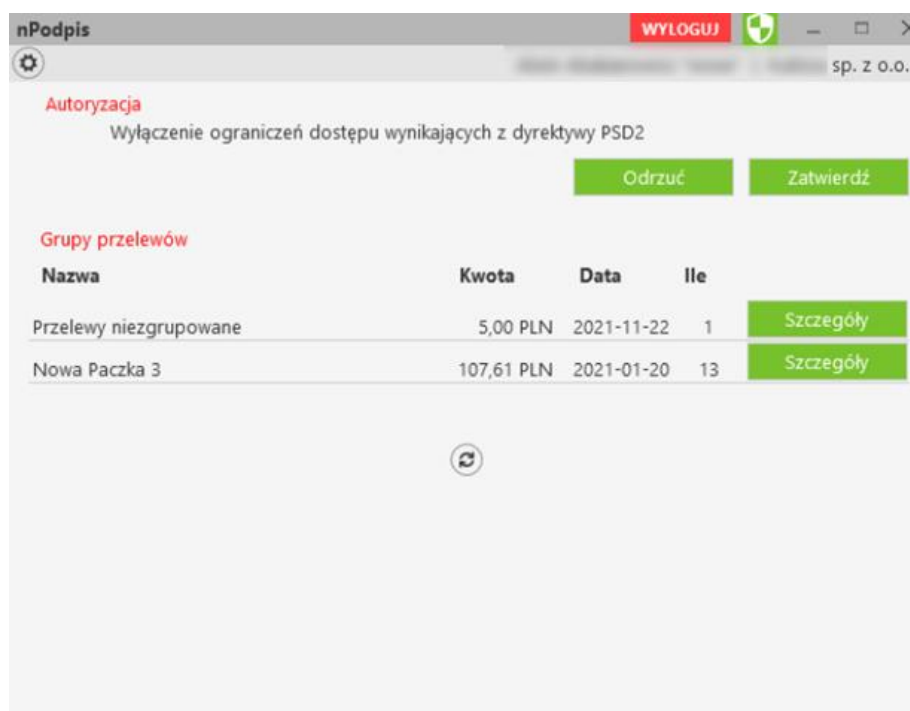 nPodpis WYLOGUJ
sp. z o.o.
Autoryzacja
Wyłączenie ograniczeń dostępu wynikających z dyrektywy PSD2
Odrzuć Zatwierdź
Grupy przelewów
Nazwa Kwota Data Ile
Przelewy niezgrupowane 5,00 PLN 2021-11-22 1 Szczegóły
Nowa Paczka 3 107,61 PLN 2021-01-20 13 Szczegóły